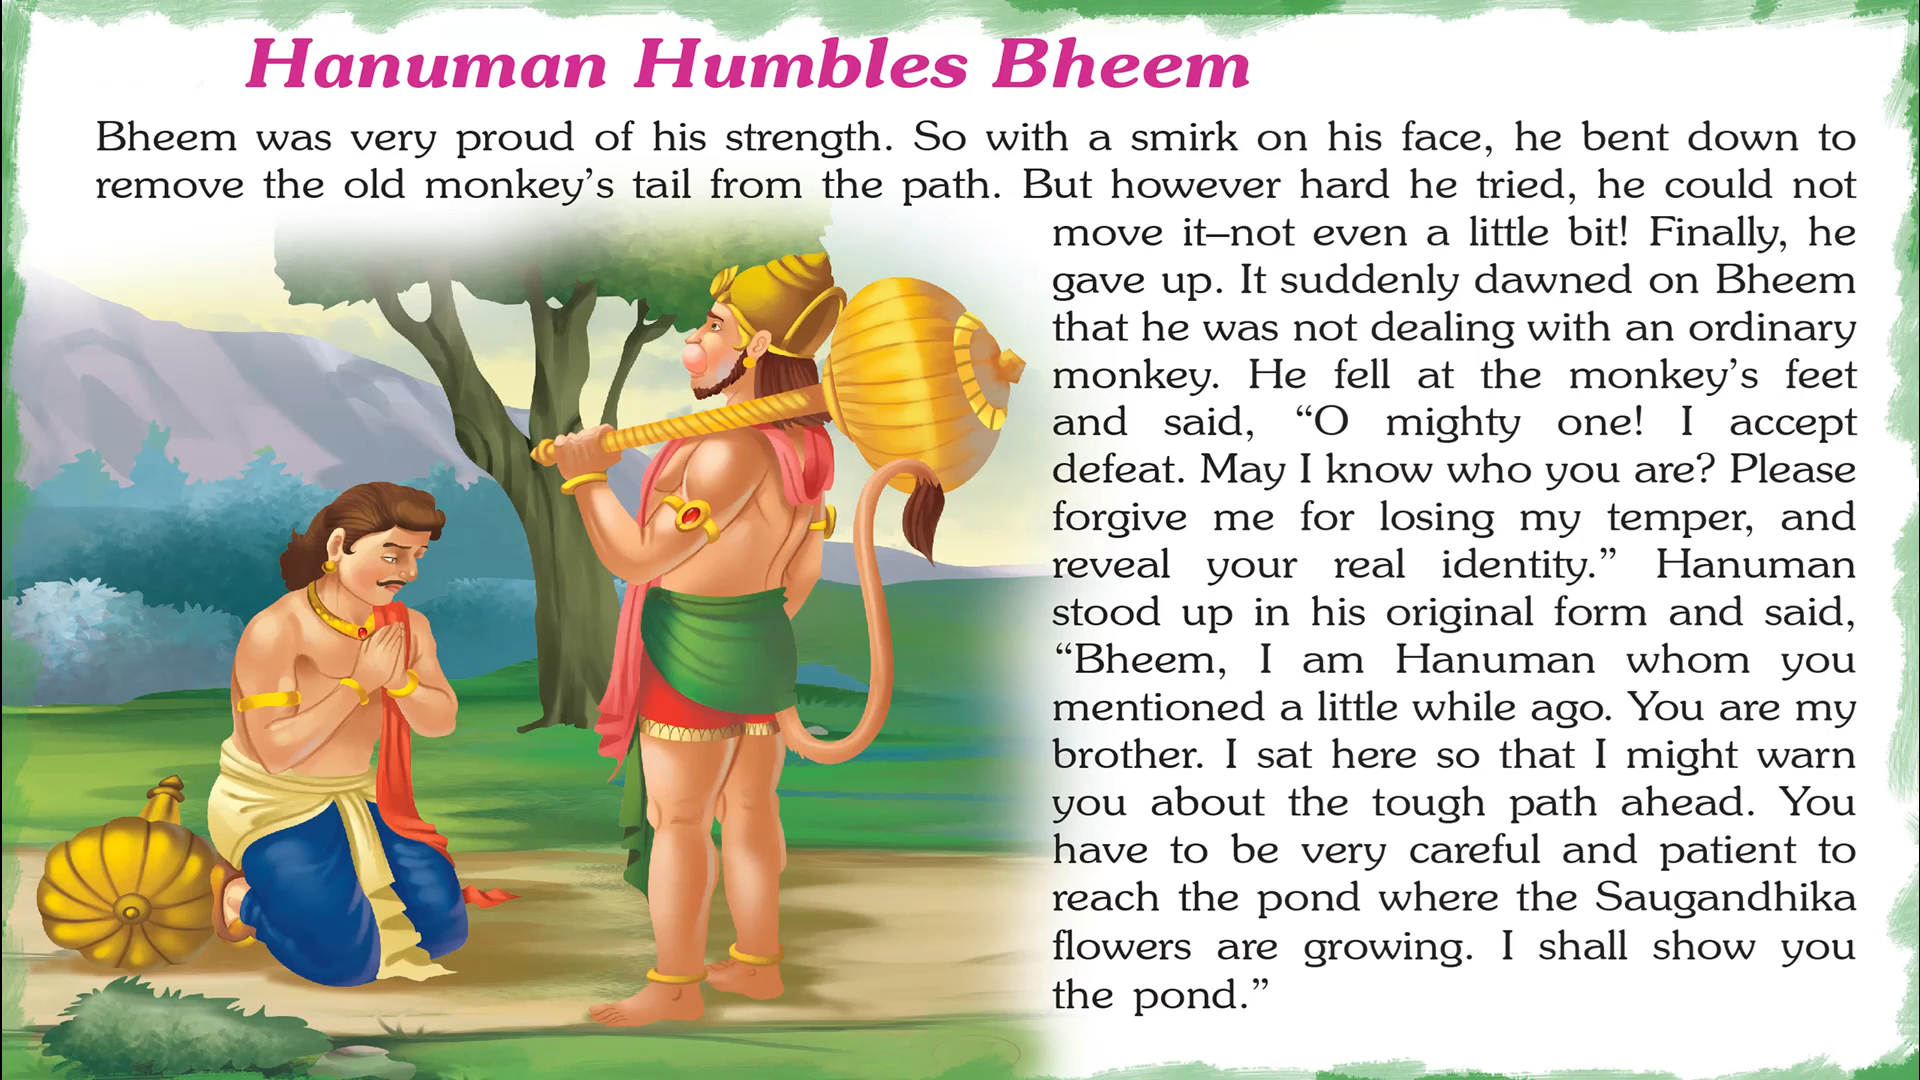 Hanuman Humbles Bheem
Bheem was very proud of his strength. So with a smirk on his face, he bent down to
remove the old monkey’s tail from the path. But however hard he tried, he could not
move it–not even a little bit! Finally, he
gave up. It suddenly dawned on Bheem
that he was not dealing with an ordinary
monkey. He fell at the monkey’s feet
and said, “O mighty one! I accept
defeat. May I know who you are? Please
forgive me for losing my temper, and
reveal your real identity.” Hanuman
stood up in his original form and said,
“Bheem, I am Hanuman whom you
mentioned a little while ago. You are my
brother. I sat here so that I might warn
you about the tough path ahead. You
have to be very careful and patient to
reach the pond where the Saugandhika
flowers are growing. I shall show you
the pond.”